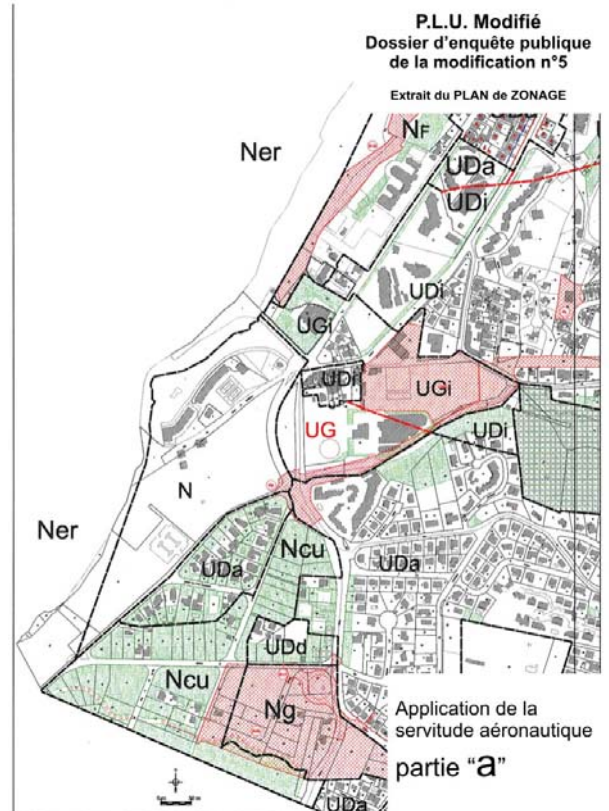 P.L.U. Modifié
Dossier d'enquête publique
de la modification n°5
Extrait du PLAN de ZONAGE
NF
Ner
UDa
UDi
UDi
UGi
UDi
UGi
UG
UDi
N
Ner
Ncu
UDa
UDa
UDd
Ncu
Ng
Application de la
servitude aéronautique
partie "a"
UDa